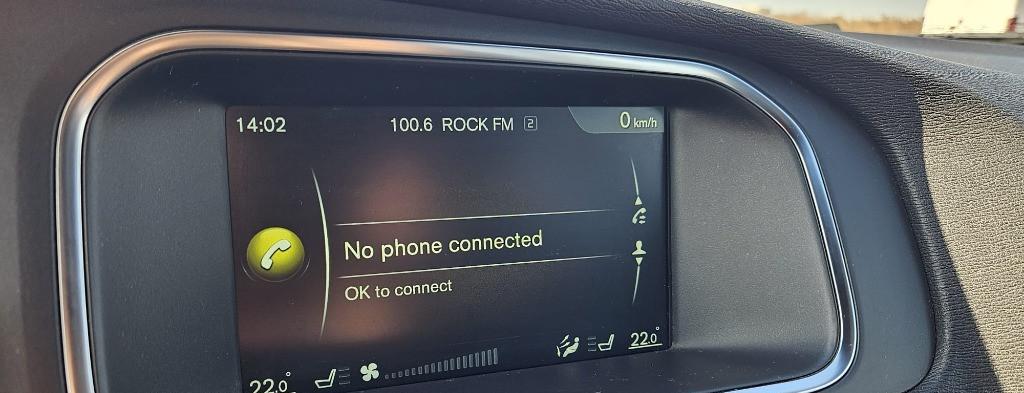 14:02 100.6 ROCK FM 2 0 km/h
No phone connected
OK to connect
22.0° 22.0°